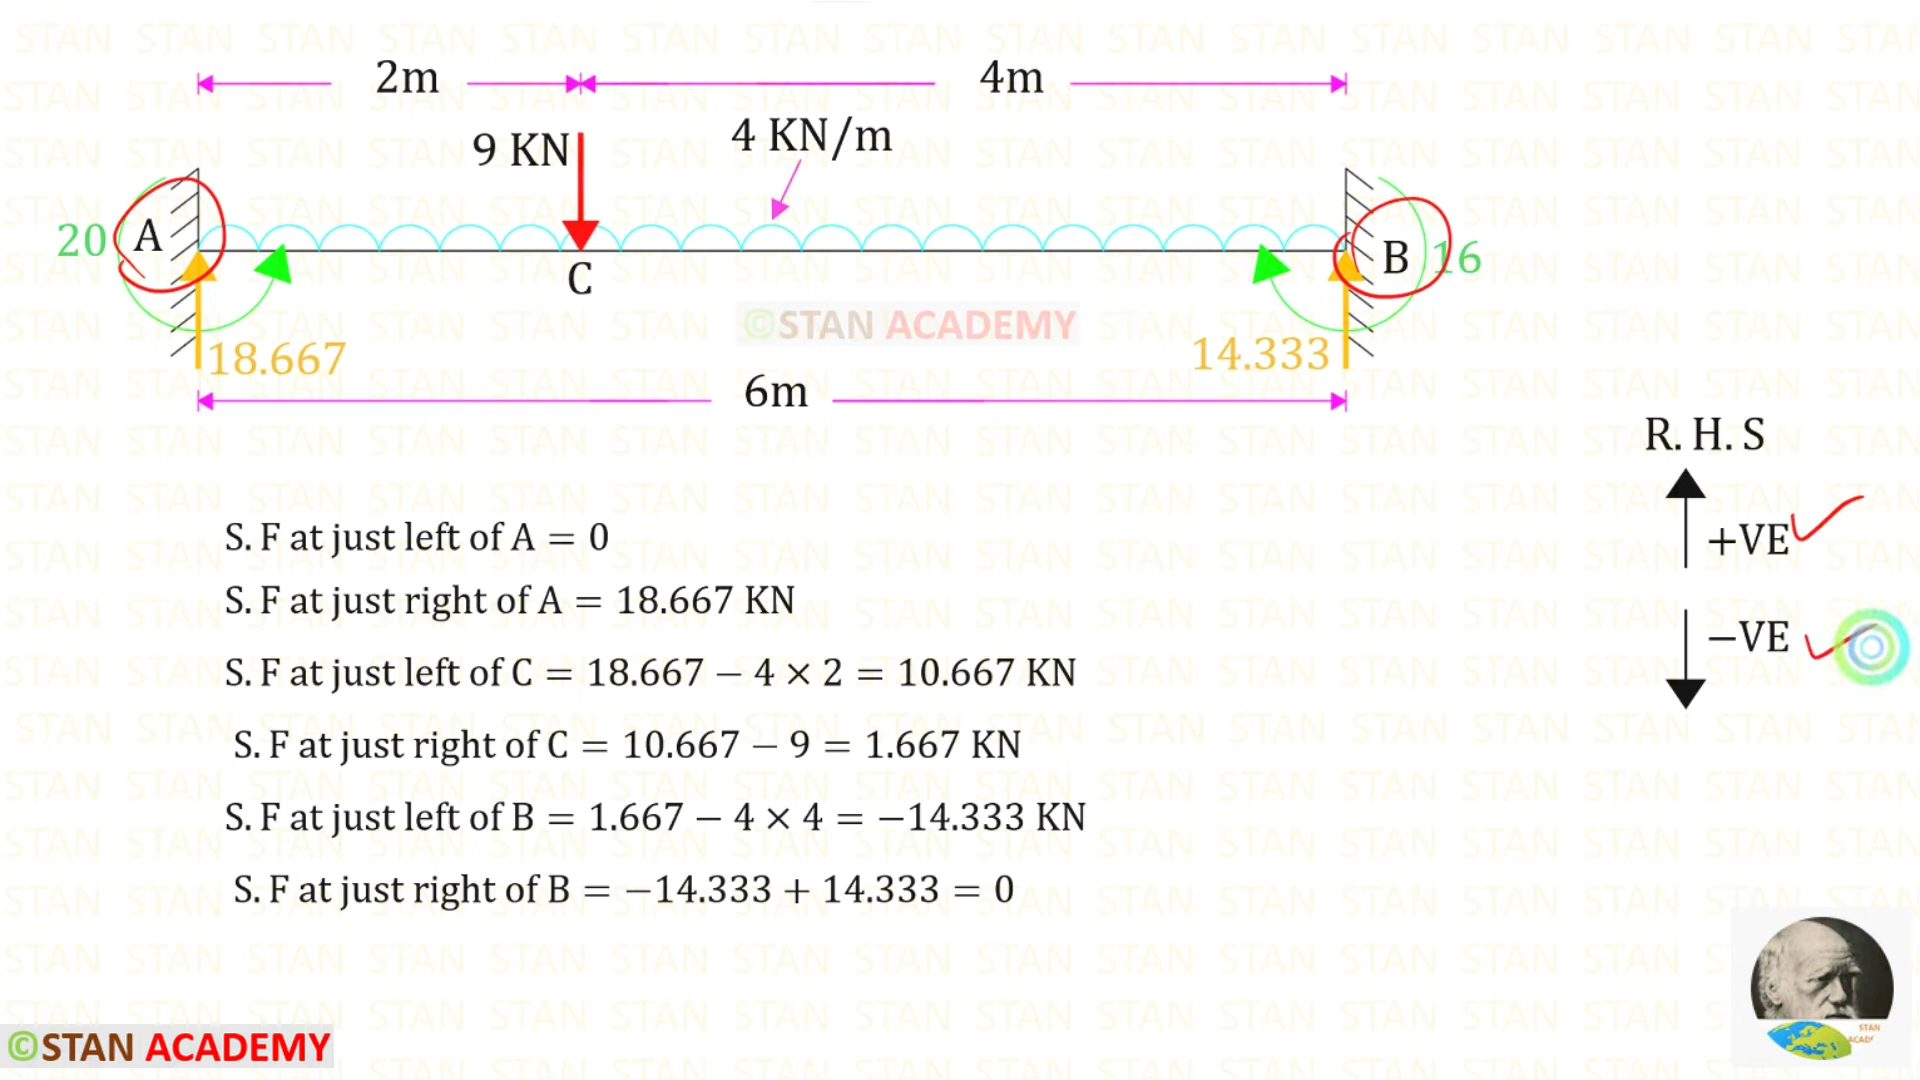 2m
4m
9 KN
4 KN/m
20
A
C
B
16
©STAN ACADEMY
18.667
14.333
6m
R. H. S
+VE
−VE
S. F at just left of A = 0
S. F at just right of A = 18.667 KN
S. F at just left of C = 18.667 − 4 × 2 = 10.667 KN
S. F at just right of C = 10.667 − 9 = 1.667 KN
S. F at just left of B = 1.667 − 4 × 4 = −14.333 KN
S. F at just right of B = −14.333 + 14.333 = 0
©STAN ACADEMY
STAN